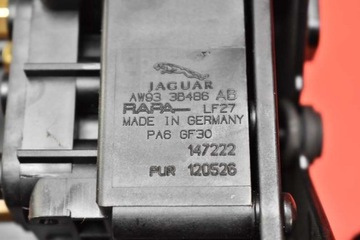 JAGUAR
AW93 3B486 AB
RAPA LF27
MADE IN GERMANY
PA6 GF30
147222
PUR 120526